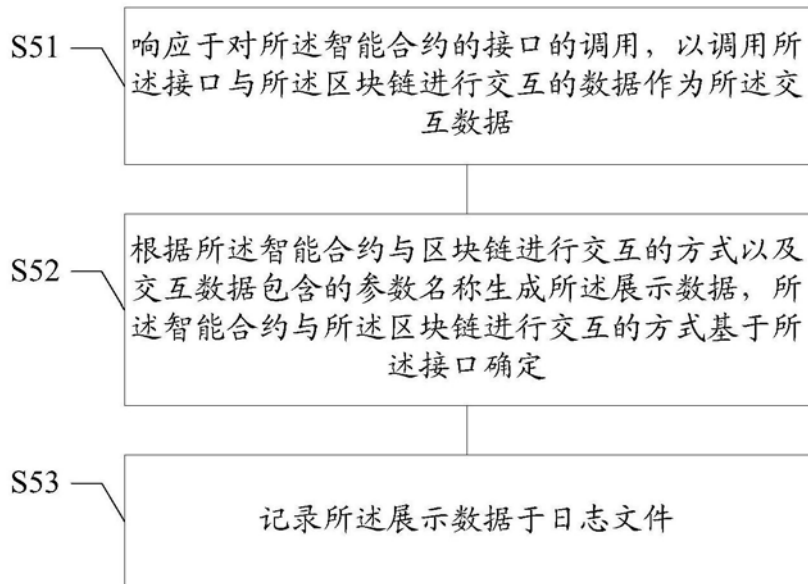 S51
响应于对所述智能合约的接口的调用，以调用所
述接口与所述区块链进行交互的数据作为所述交
互数据
S52
根据所述智能合约与区块链进行交互的方式以及
交互数据包含的参数名称生成所述展示数据，所
述智能合约与所述区块链进行交互的方式基于所
述接口确定
S53
记录所述展示数据于日志文件